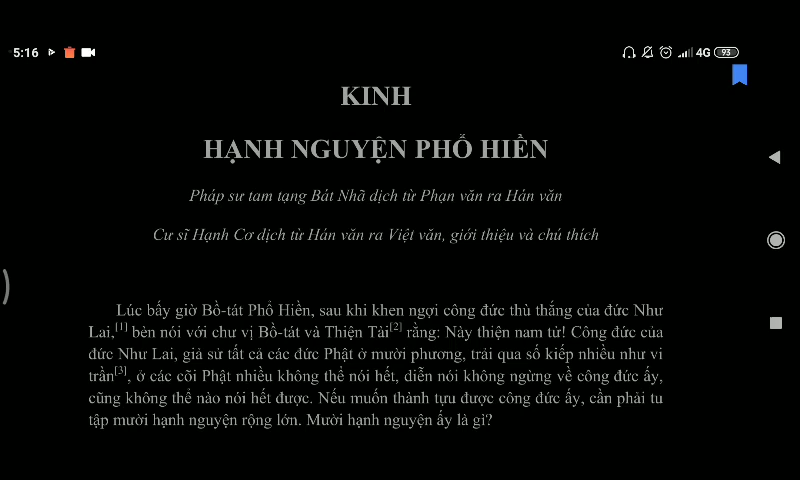 5:16
4G 93
KINH
HẠNH NGUYỆN PHỔ HIỀN
Pháp sư tam tạng Bát Nhã dịch từ Phạn văn ra Hán văn
Cư sĩ Hạnh Cơ dịch từ Hán văn ra Việt văn, giới thiệu và chú thích
Lúc bấy giờ Bồ-tát Phổ Hiền, sau khi khen ngợi công đức thù thắng của đức Như
Lai,[1] bèn nói với chư vị Bồ-tát và Thiện Tài[2] rằng: Này thiện nam tử! Công đức của
đức Như Lai, giả sử tất cả các đức Phật ở mười phương, trải qua số kiếp nhiều như vi
trần[3], ở các cõi Phật nhiều không thể nói hết, diễn nói không ngừng về công đức ấy,
cũng không thể nào nói hết được. Nếu muốn thành tựu được công đức ấy, cần phải tu
tập mười hạnh nguyện rộng lớn. Mười hạnh nguyện ấy là gì?